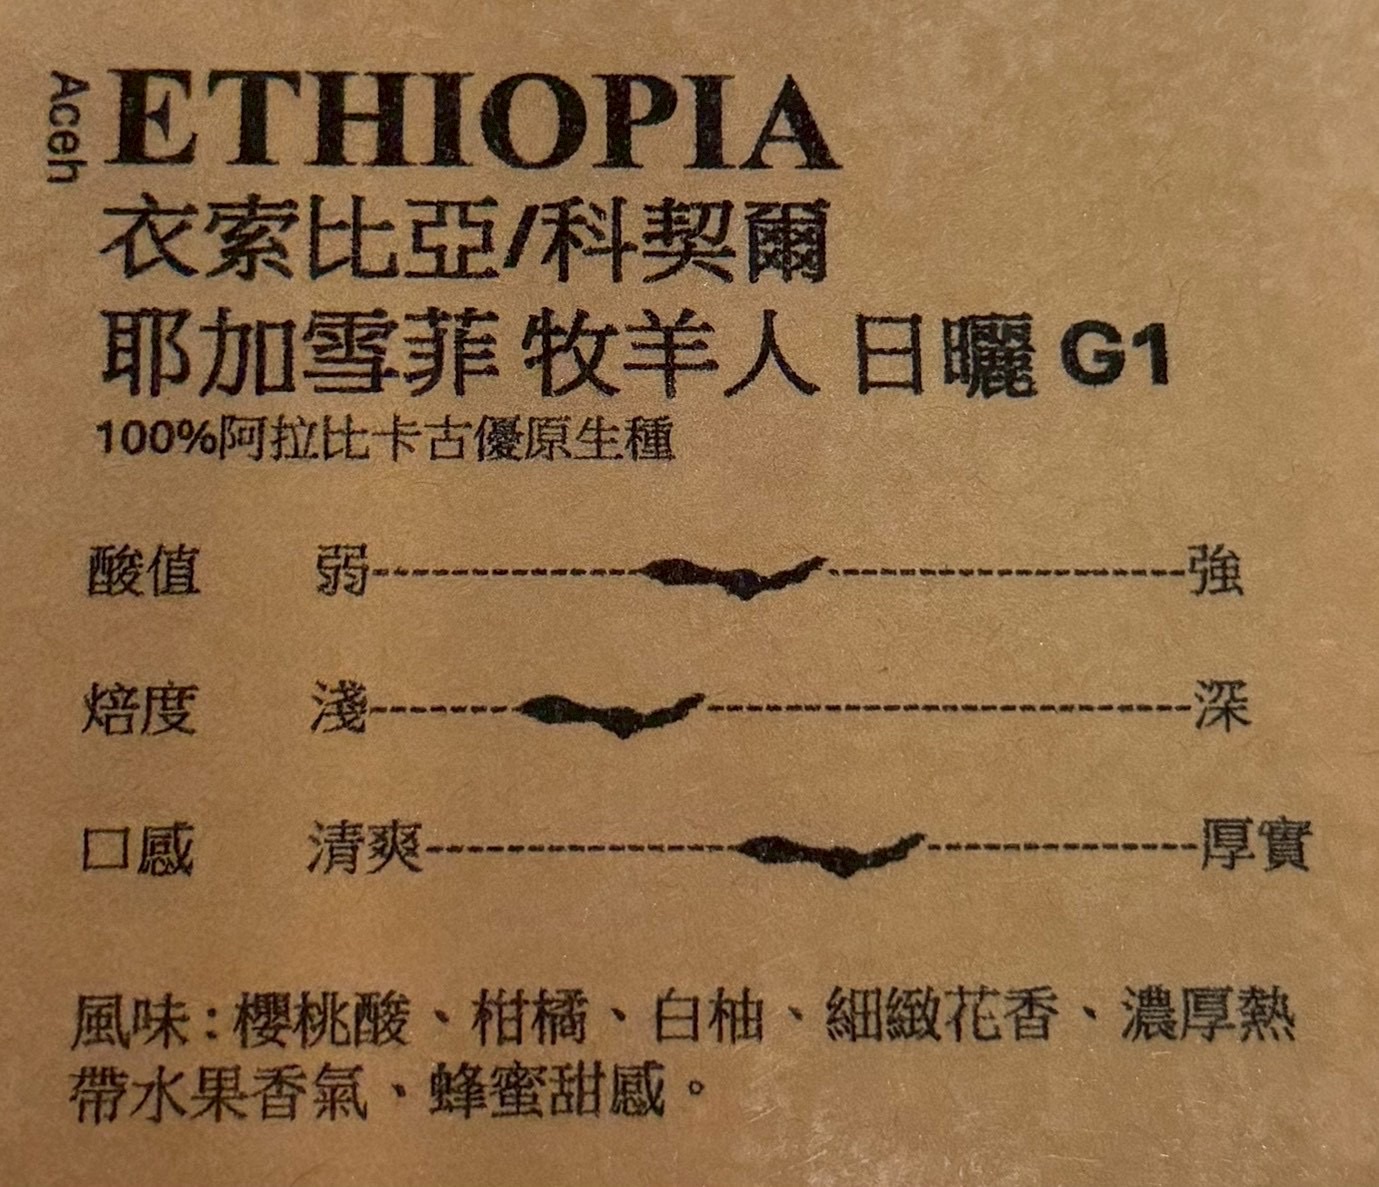 Aceh
ETHIOPIA
衣索比亞/科契爾
耶加雪菲 牧羊人 日曬 G1
100%阿拉比卡古優原生種
酸值 弱--------------------強
焙度 淺--------------------深
口感 清爽--------------------厚實
風味:櫻桃酸、柑橘、白柚、細緻花香、濃厚熱
帶水果香氣、蜂蜜甜感。